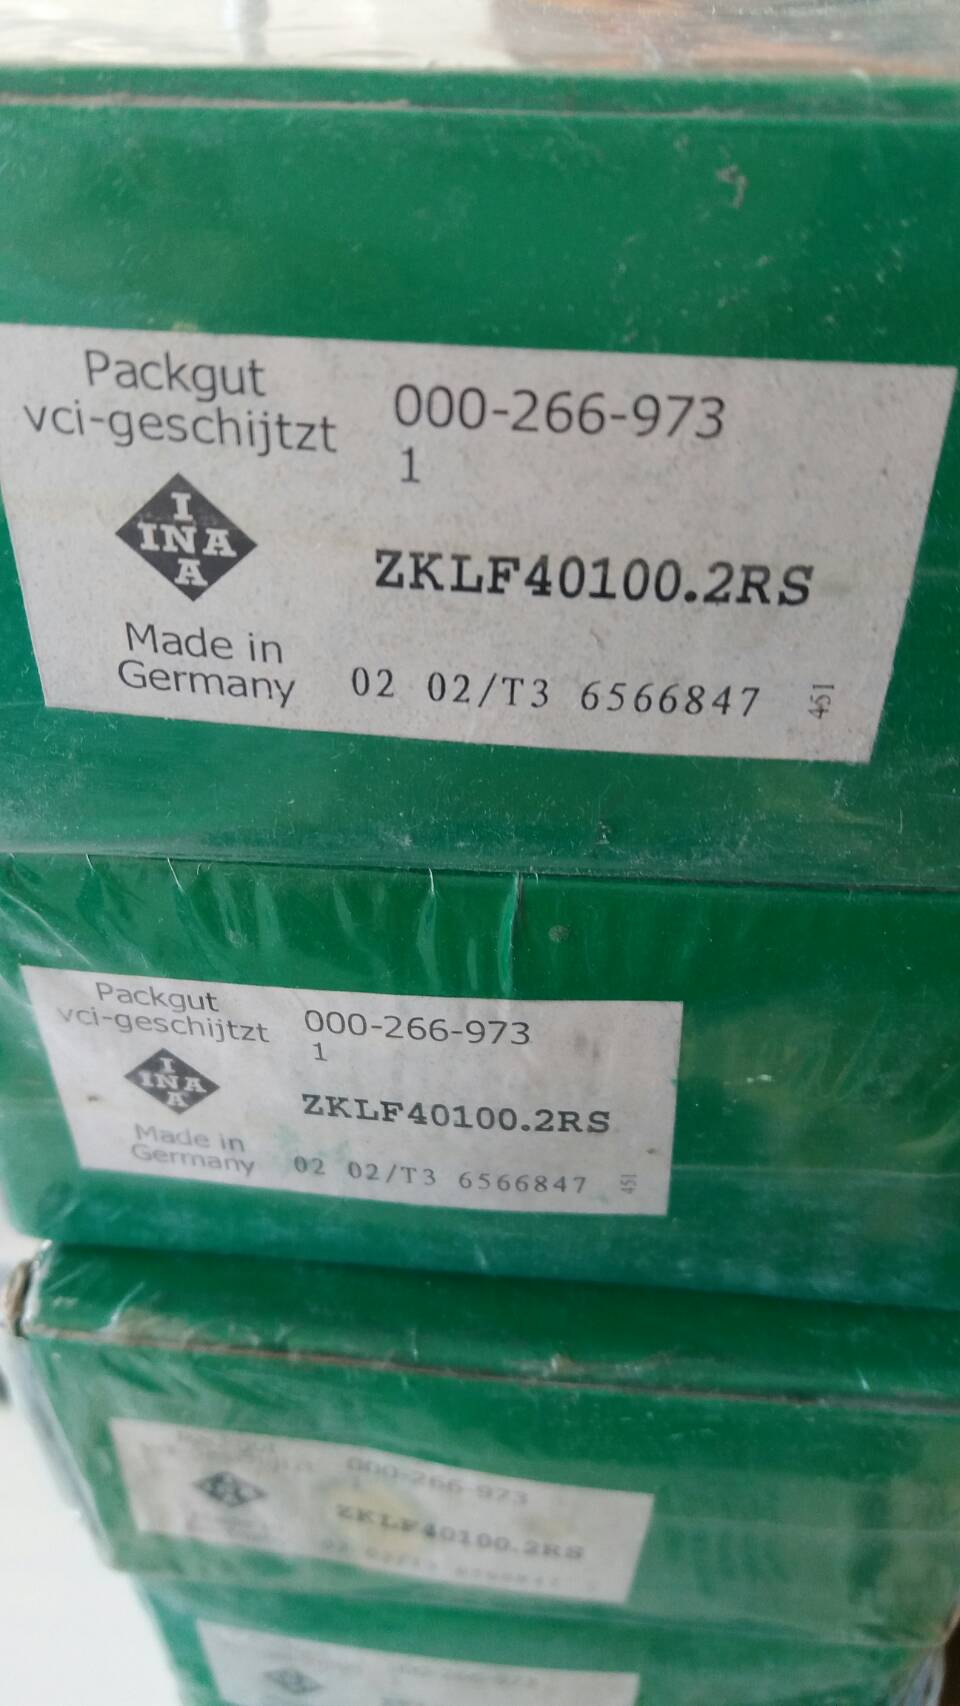 Packgut
vci-geschijtzt
000-266-973
1
I
INA
A
ZKLF40100.2RS
Made in
Germany
02 02/T3 6566847
451
Packgut
vci-geschijtzt
000-266-973
1
I
INA
A
ZKLF40100.2RS
Made in
Germany
02 02/T3 6566847
451
000-266-973
ZKLF40100.2RS